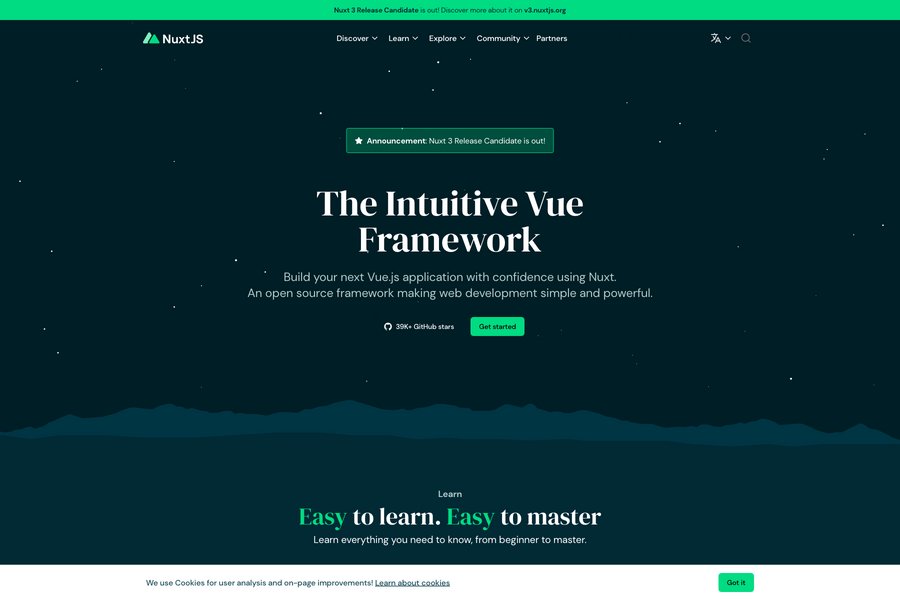 Nuxt 3 Release Candidate is out! Discover more about it on v3.nuxtjs.org
NuxtJS
Discover
Learn
Explore
Community
Partners
Announcement: Nuxt 3 Release Candidate is out!
The Intuitive Vue
Framework
Build your next Vue.js application with confidence using Nuxt.
An open source framework making web development simple and powerful.
39K+ GitHub stars
Get started
Learn
Easy to learn. Easy to master
Learn everything you need to know, from beginner to master.
We use Cookies for user analysis and on-page improvements! Learn about cookies
Got it